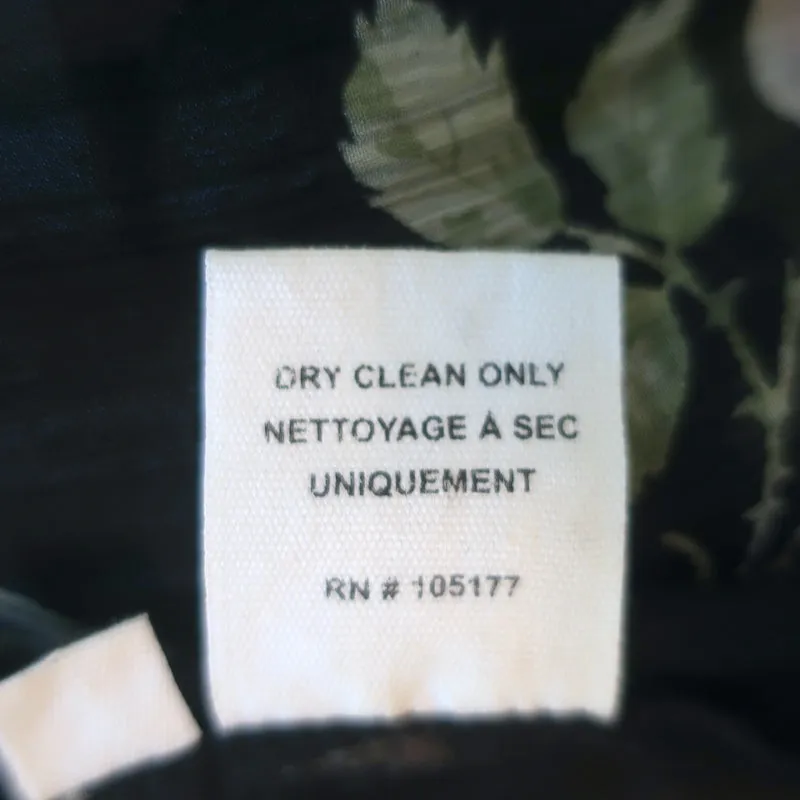 DRY CLEAN ONLY
NETTOYAGE À SEC
UNIQUEMENT
RN # 105177